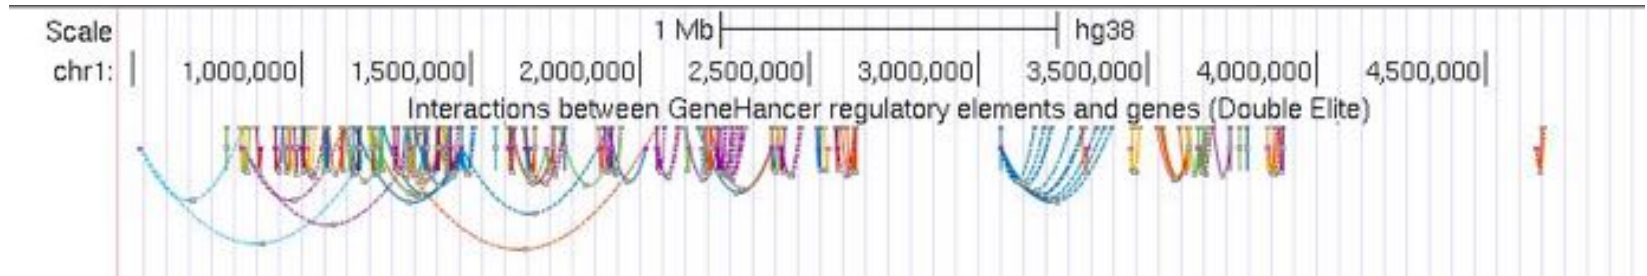 Scale 1 Mb hg38
chr1: 1,000,000 1,500,000 2,000,000 2,500,000 3,000,000 3,500,000 4,000,000 4,500,000
Interactions between GeneHancer regulatory elements and genes (Double Elite)